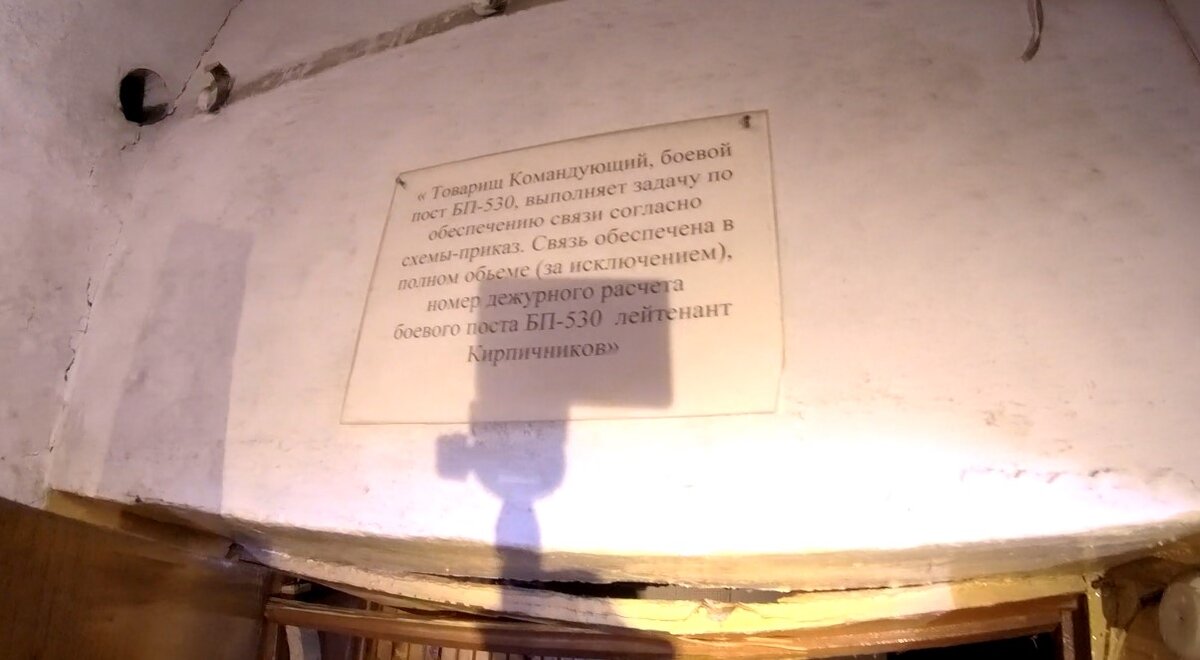 « Товарищ Командующий, боевой
пост БП-530, выполняет задачу по
обеспечению связи согласно
схемы-приказ. Связь обеспечена в
полном обьеме (за исключением),
номер дежурного расчета
боевого поста БП-530 лейтенант
Кирпичников»